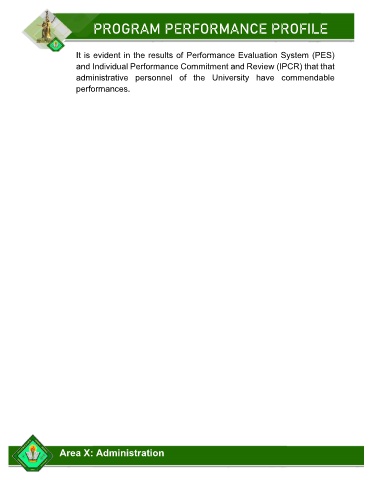 PROGRAM PERFORMANCE PROFILE
It is evident in the results of Performance Evaluation System (PES)
and Individual Performance Commitment and Review (IPCR) that that
administrative personnel of the University have commendable
performances.
Area X: Administration